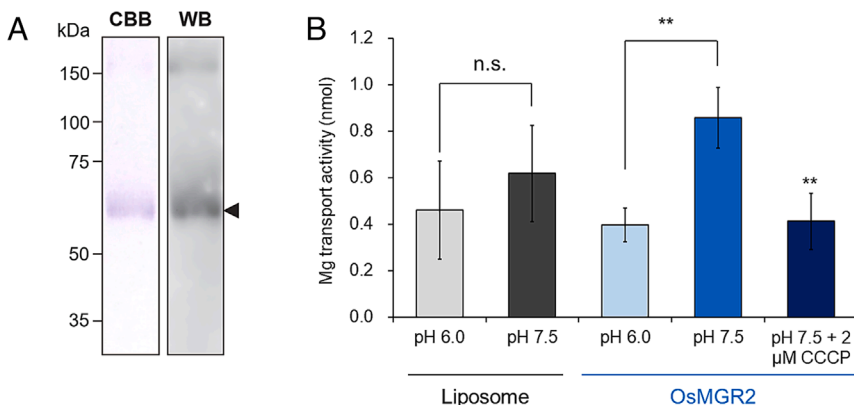 A
kDa
CBB
WB
150
100
75
50
35
B
Mg transport activity (nmol)
1.2
1.0
0.8
0.6
0.4
0.2
0.0
n.s.
**
**
pH 6.0
pH 7.5
pH 6.0
pH 7.5
pH 7.5 + 2
µM CCCP
Liposome
OsMGR2